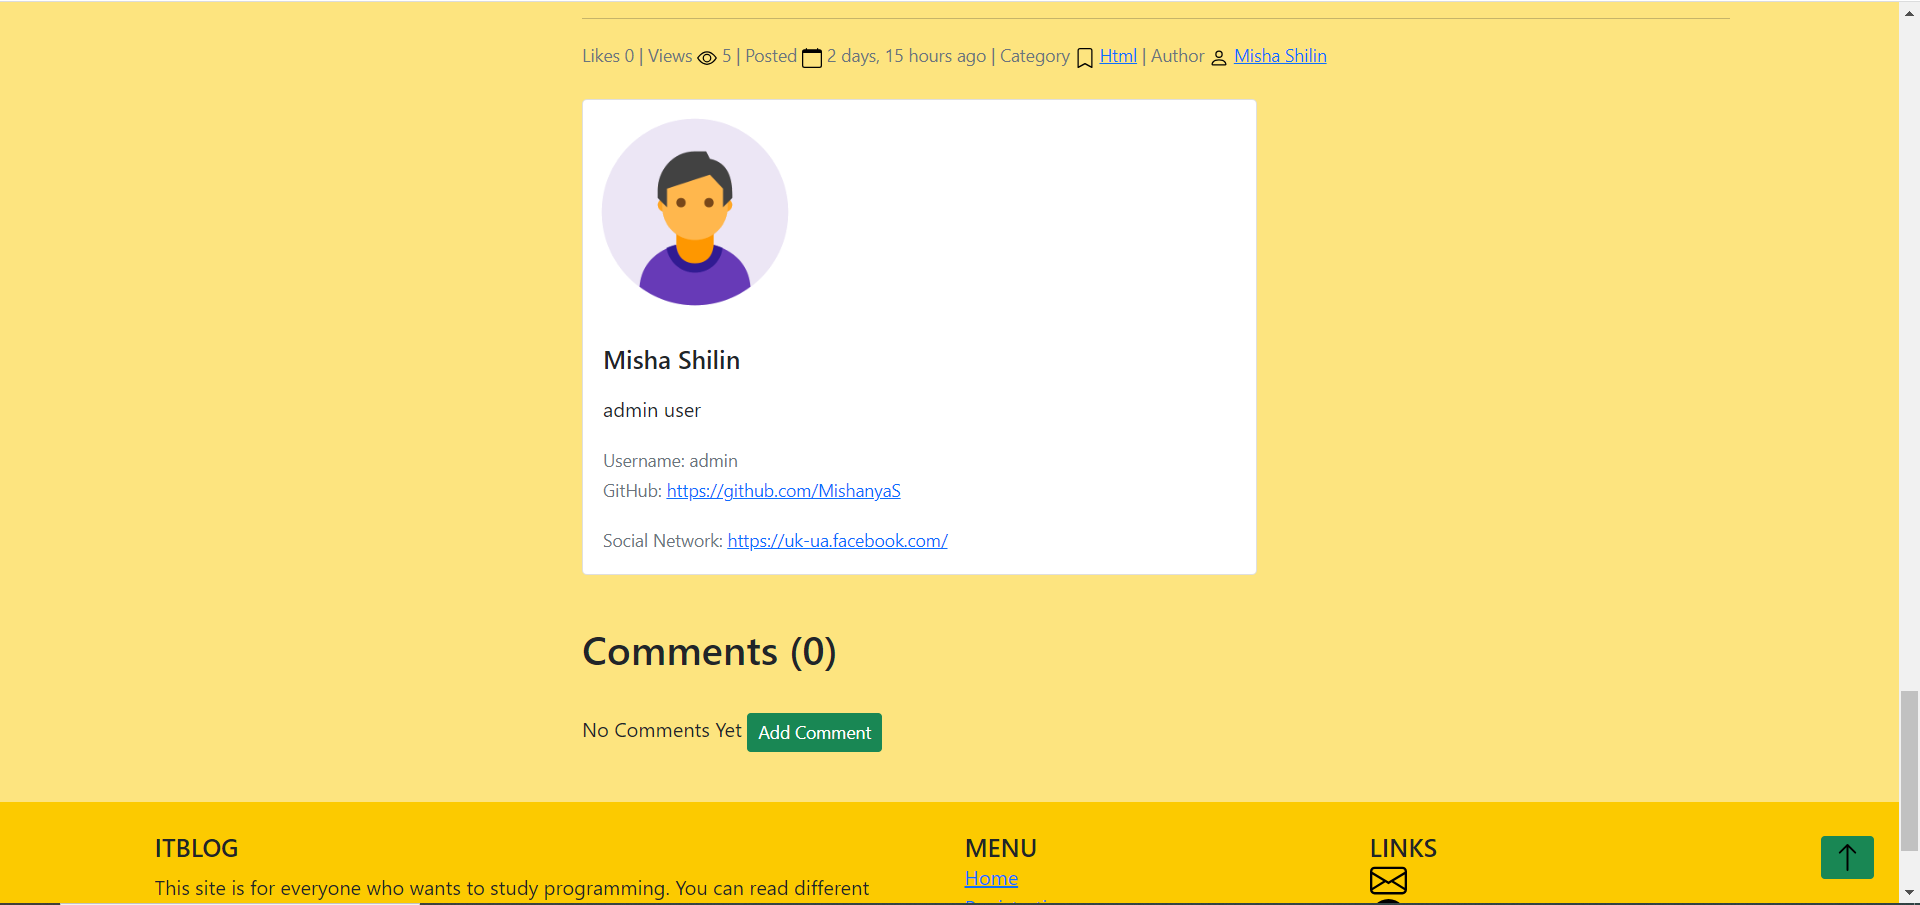 Likes 0 | Views 5 | Posted 2 days, 15 hours ago | Category Html | Author Misha Shilin
Misha Shilin
admin user
Username: admin
GitHub: https://github.com/MishanyaS
Social Network: https://uk-ua.facebook.com/
Comments (0)
No Comments Yet Add Comment
ITBLOG
This site is for everyone who wants to study programming. You can read different
MENU
Home
LINKS